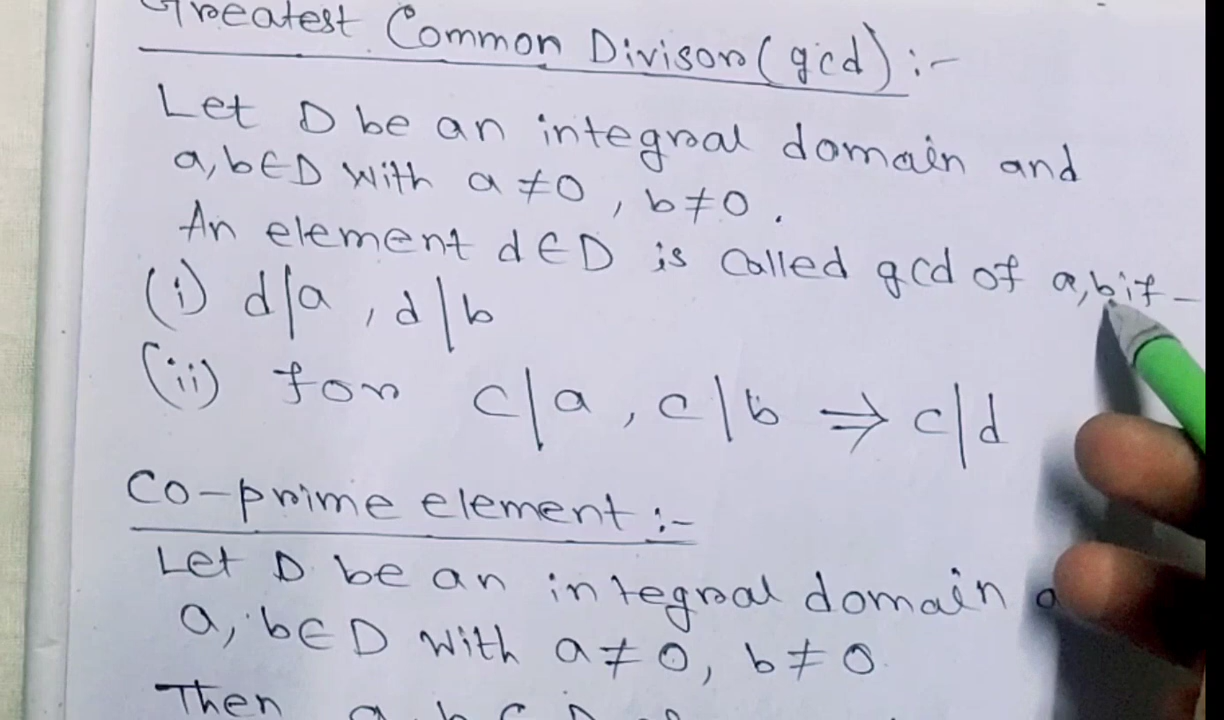 Greatest Common Divisor (gcd) :-
Let D be an integral domain and
a, b ∈ D with a ≠ 0, b ≠ 0.
An element d ∈ D is called gcd of a, b if -
(i) d/a, d/b
(ii) for c/a, c/b ⇒ c/d
Co-prime element :-
Let D be an integral domain
a, b ∈ D with a ≠ 0, b ≠ 0
Then a, b ∈ D